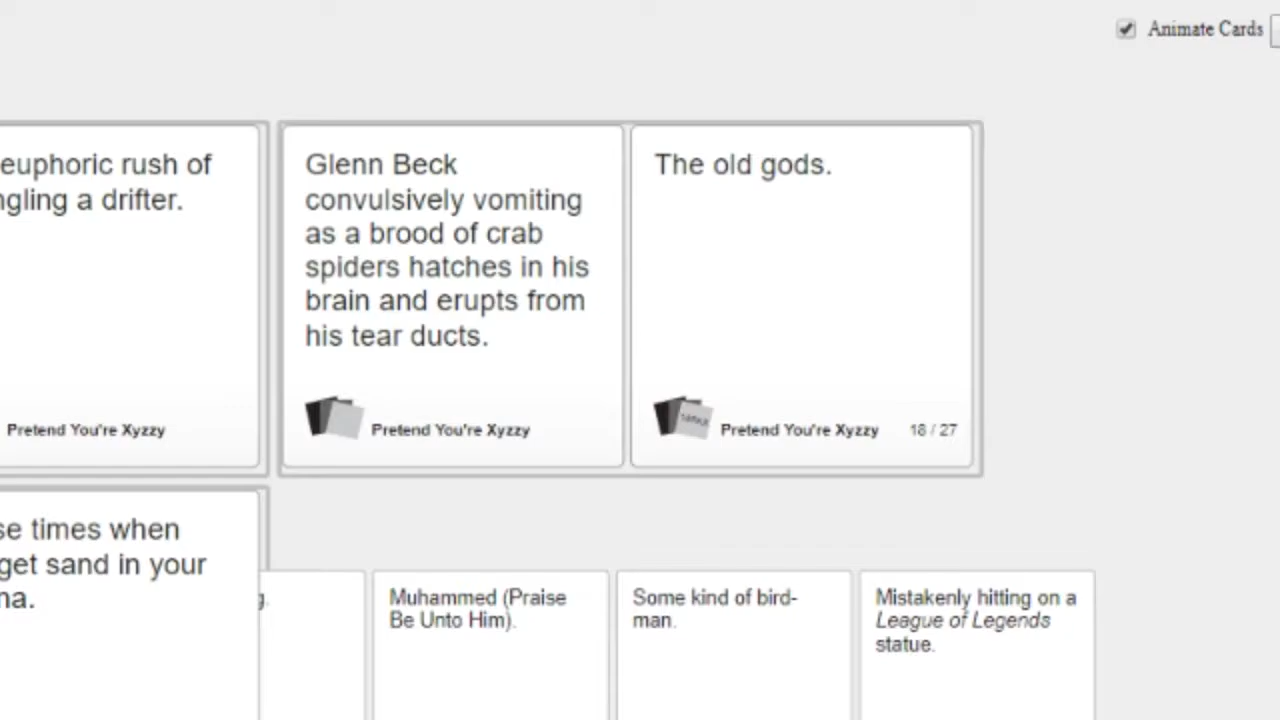 Animate Cards
euphoric rush of
ngling a drifter.
Pretend You're Xyzzy
Glenn Beck
convulsively vomiting
as a brood of crab
spiders hatches in his
brain and erupts from
his tear ducts.
Pretend You're Xyzzy
The old gods.
Pretend You're Xyzzy 18 / 27
se times when
get sand in your
na.
g.
Muhammed (Praise
Be Unto Him).
Some kind of bird-
man.
Mistakenly hitting on a
League of Legends
statue.